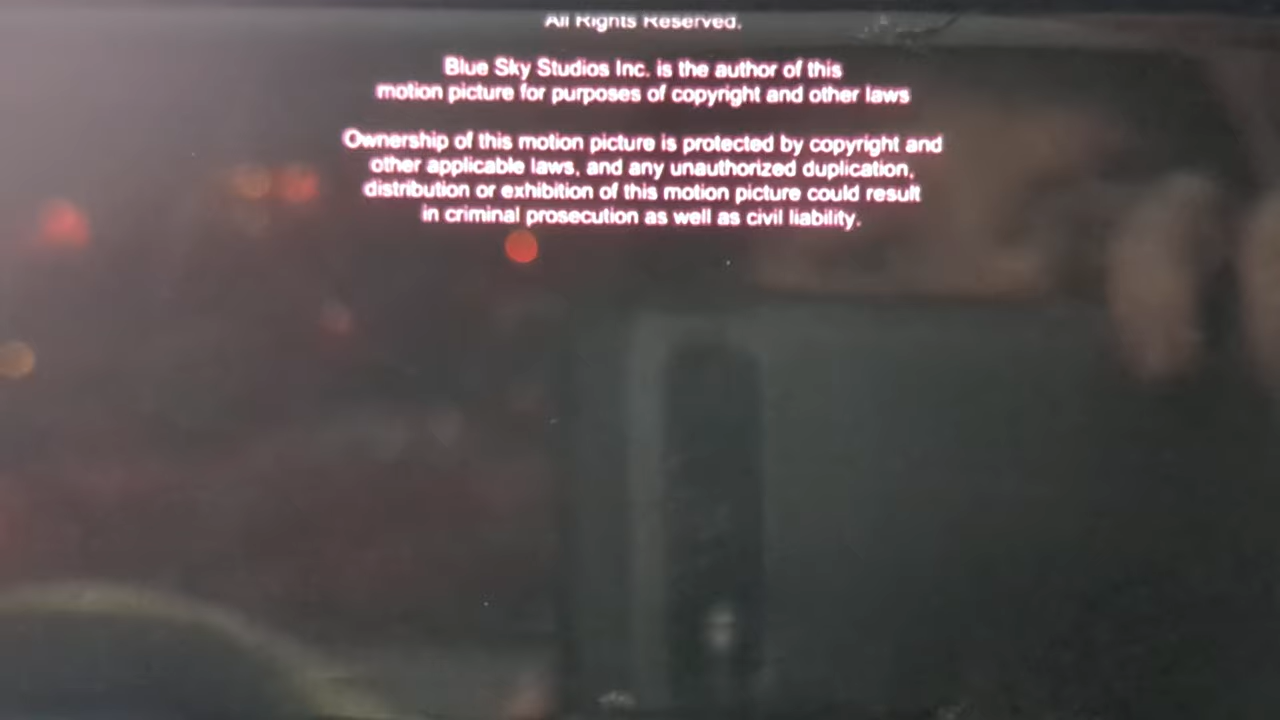 All Rights Reserved.
Blue Sky Studios Inc. is the author of this
motion picture for purposes of copyright and other laws
Ownership of this motion picture is protected by copyright and
other applicable laws, and any unauthorized duplication,
distribution or exhibition of this motion picture could result
in criminal prosecution as well as civil liability.